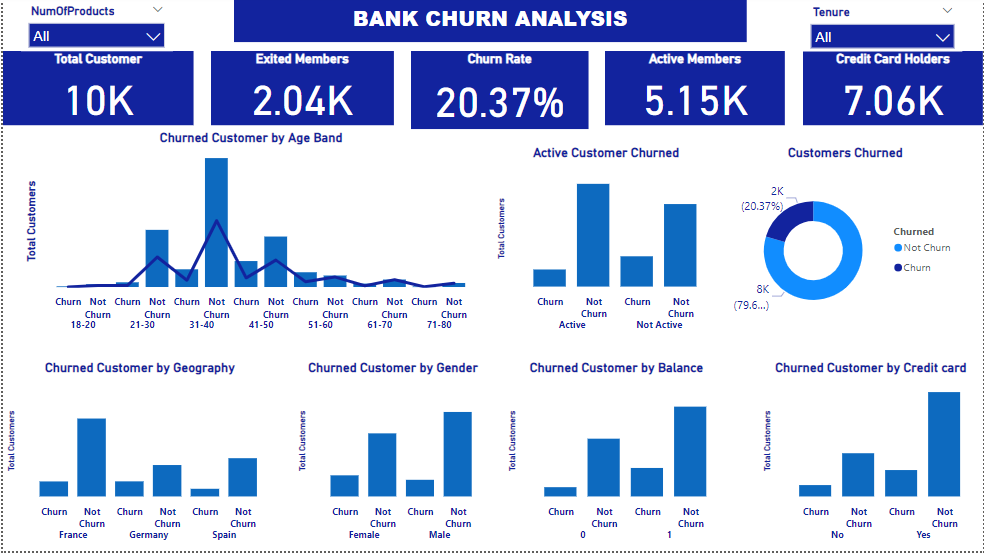 NumOfProducts
All
BANK CHURN ANALYSIS
Tenure
All
Total Customer
10K
Exited Members
2.04K
Churn Rate
20.37%
Active Members
5.15K
Credit Card Holders
7.06K
Churned Customer by Age Band
Total Customers
Churn Not Churn Churn Not Churn Churn Not Churn Churn Not Churn Churn Not Churn Churn Not Churn Churn Not Churn
18-20 21-30 31-40 41-50 51-60 61-70 71-80
Active Customer Churned
Total Customers
Churn Not Churn Churn Not Churn
Active Not Active
Customers Churned
2K
(20.37%)
8K
(79.6...)
Churned
Not Churn
Churn
Churned Customer by Geography
Total Customers
Churn Not Churn Churn Not Churn Churn Not Churn
France Germany Spain
Churned Customer by Gender
Total Customers
Churn Not Churn Churn Not Churn
Female Male
Churned Customer by Balance
Total Customers
Churn Not Churn Churn Not Churn
0 1
Churned Customer by Credit card
Total Customers
Churn Not Churn Churn Not Churn
No Yes